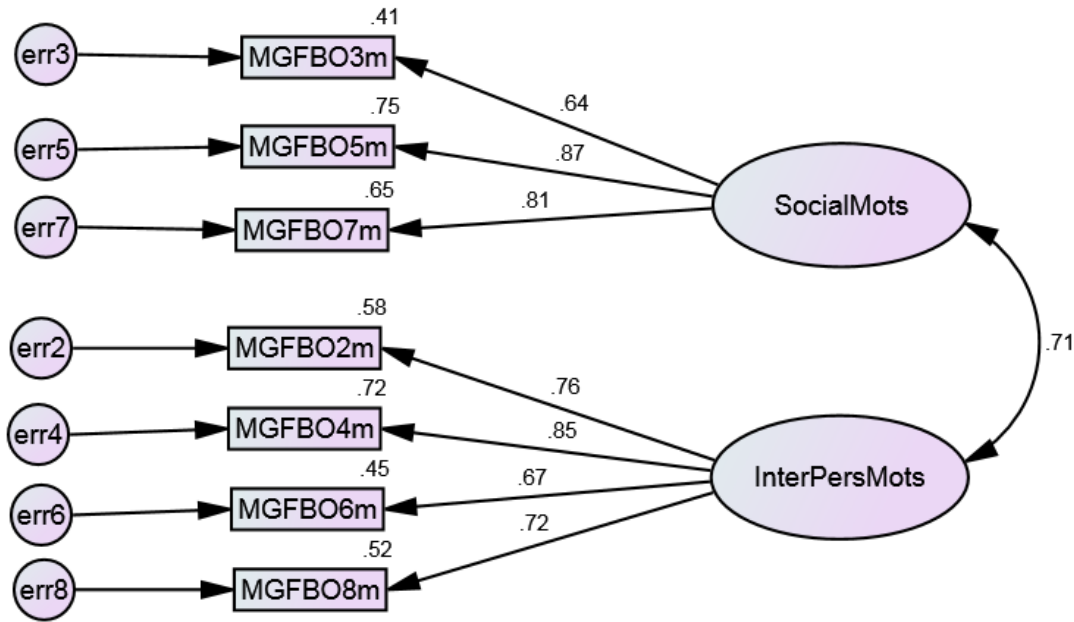 .41
err3
MGFBO3m
.64
.75
err5
MGFBO5m
.87
.65
err7
MGFBO7m
.81
SocialMots
.58
err2
MGFBO2m
.76
.71
.72
err4
MGFBO4m
.85
.45
err6
MGFBO6m
.67
InterPersMots
.72
.52
err8
MGFBO8m